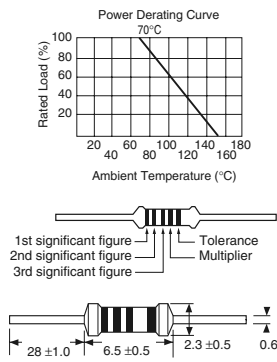 Power Derating Curve
70°C
Rated Load (%)
100
80
60
40
20
20 60 100 140 180
40 80 120 160
Ambient Temperature (°C)
1st significant figure
2nd significant figure
3rd significant figure
Tolerance
Multiplier
28 ±1.0
6.5 ±0.5
2.3 ±0.5
0.6